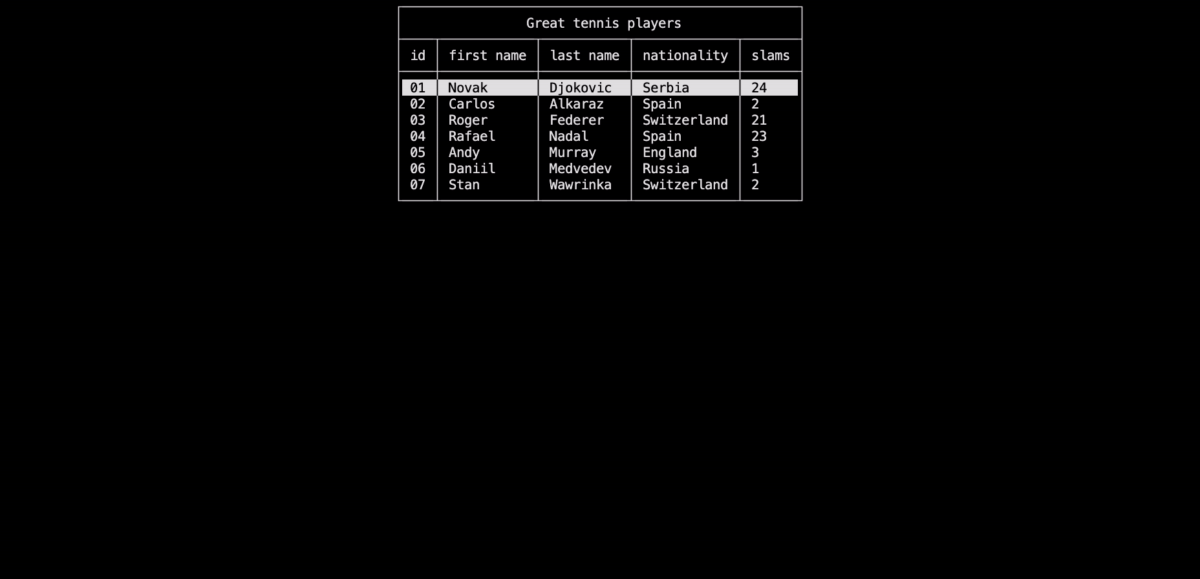 Great tennis players
id first name last name nationality slams
01 Novak Djokovic Serbia 24
02 Carlos Alkaraz Spain 2
03 Roger Federer Switzerland 21
04 Rafael Nadal Spain 23
05 Andy Murray England 3
06 Daniil Medvedev Russia 1
07 Stan Wawrinka Switzerland 2